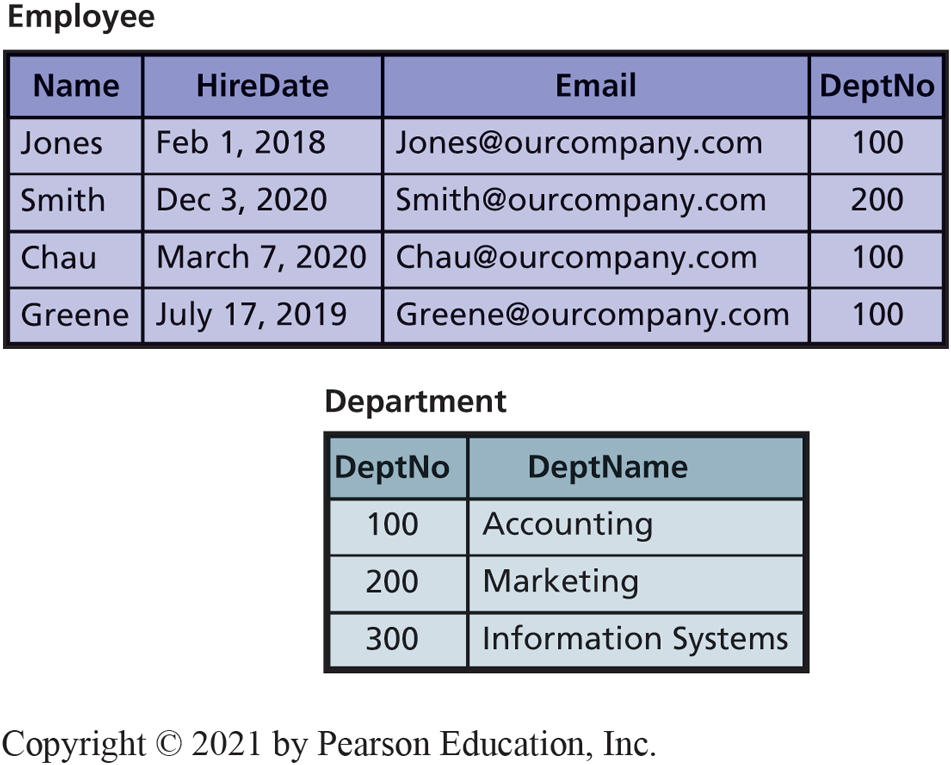 Employee
Name HireDate Email DeptNo
Jones Feb 1, 2018 Jones@ourcompany.com 100
Smith Dec 3, 2020 Smith@ourcompany.com 200
Chau March 7, 2020 Chau@ourcompany.com 100
Greene July 17, 2019 Greene@ourcompany.com 100
Department
DeptNo DeptName
100 Accounting
200 Marketing
300 Information Systems
Copyright © 2021 by Pearson Education, Inc.